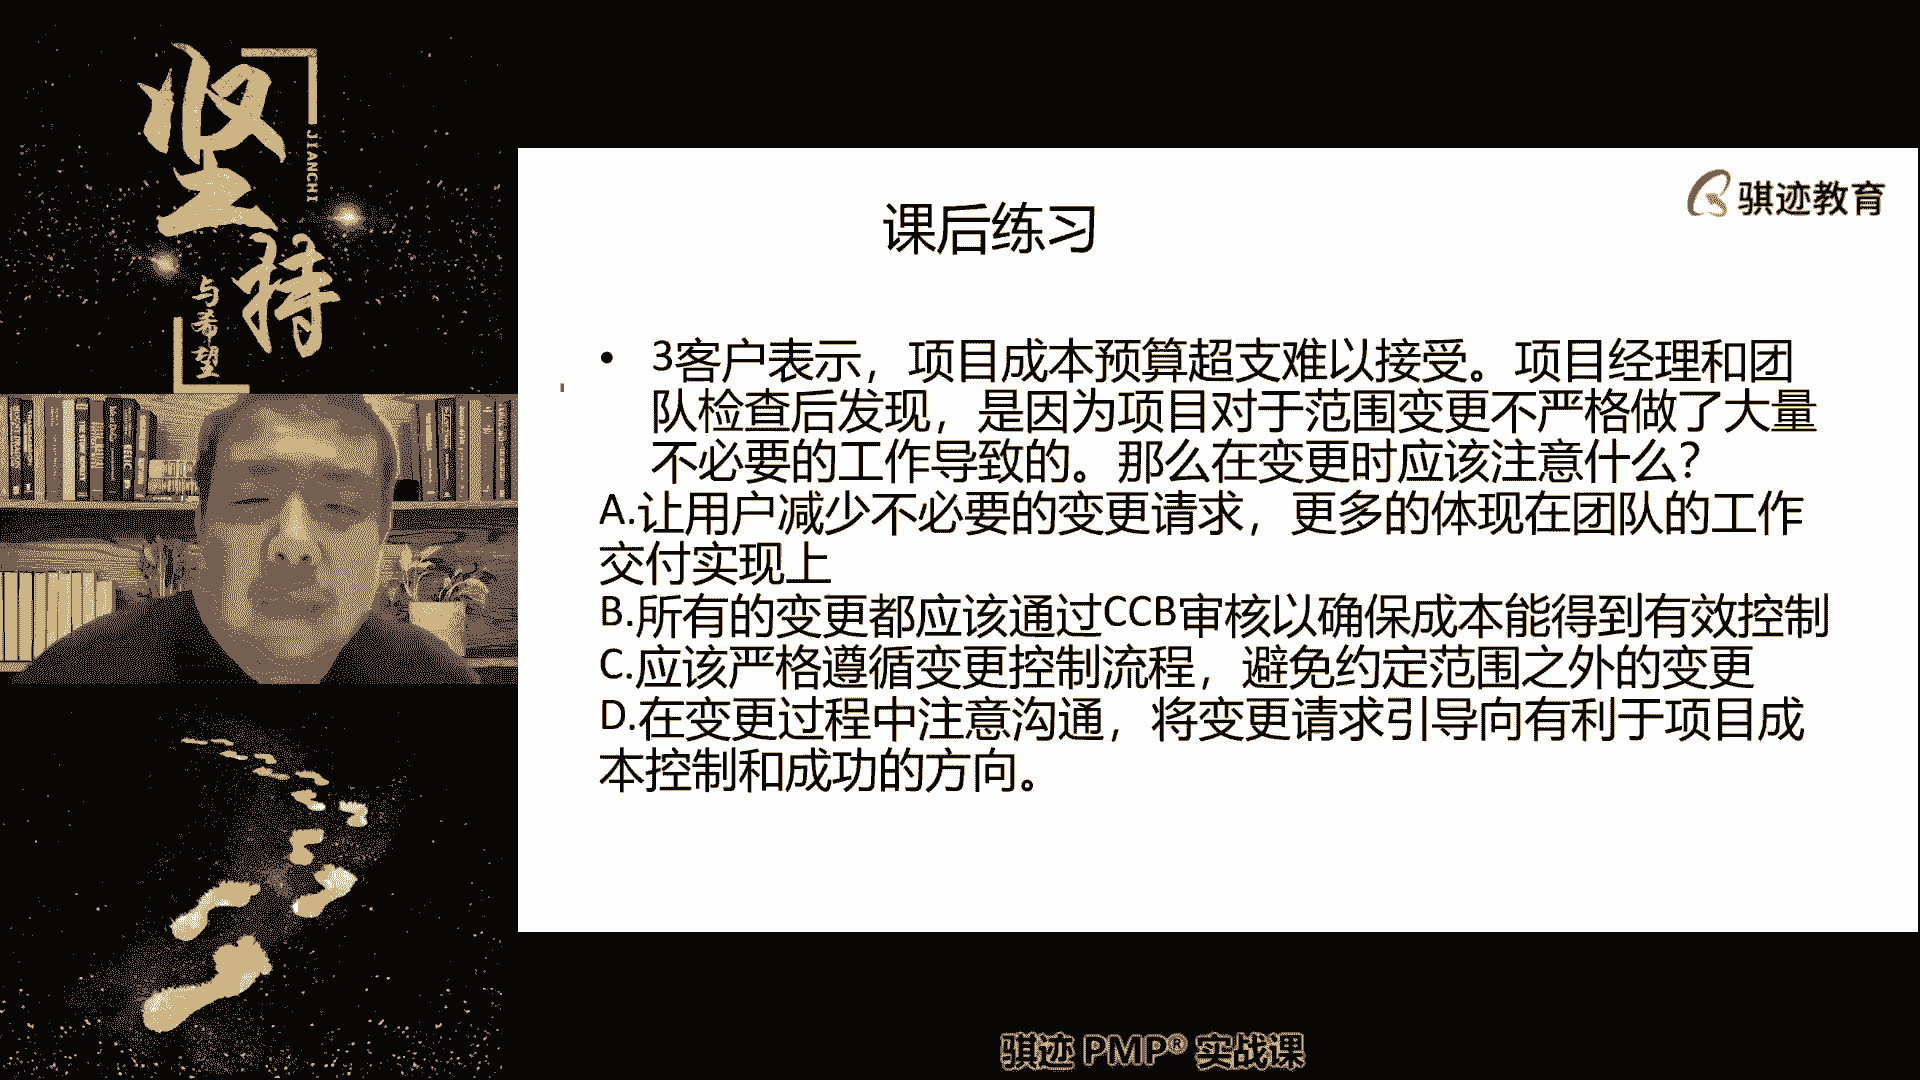 坚持
JIANCHI
与希望
骐迹教育
课后练习
• 3客户表示，项目成本预算超支难以接受。项目经理和团
队检查后发现，是因为项目对于范围变更不严格做了大量
不必要的工作导致的。那么在变更时应该注意什么？
A.让用户减少不必要的变更请求，更多的体现在团队的工作
交付实现上
B.所有的变更都应该通过CCB审核以确保成本能得到有效控制
C.应该严格遵循变更控制流程，避免约定范围之外的变更
D.在变更过程中注意沟通，将变更请求引导向有利于项目成
本控制和成功的方向。
骐迹 PMP® 实战课